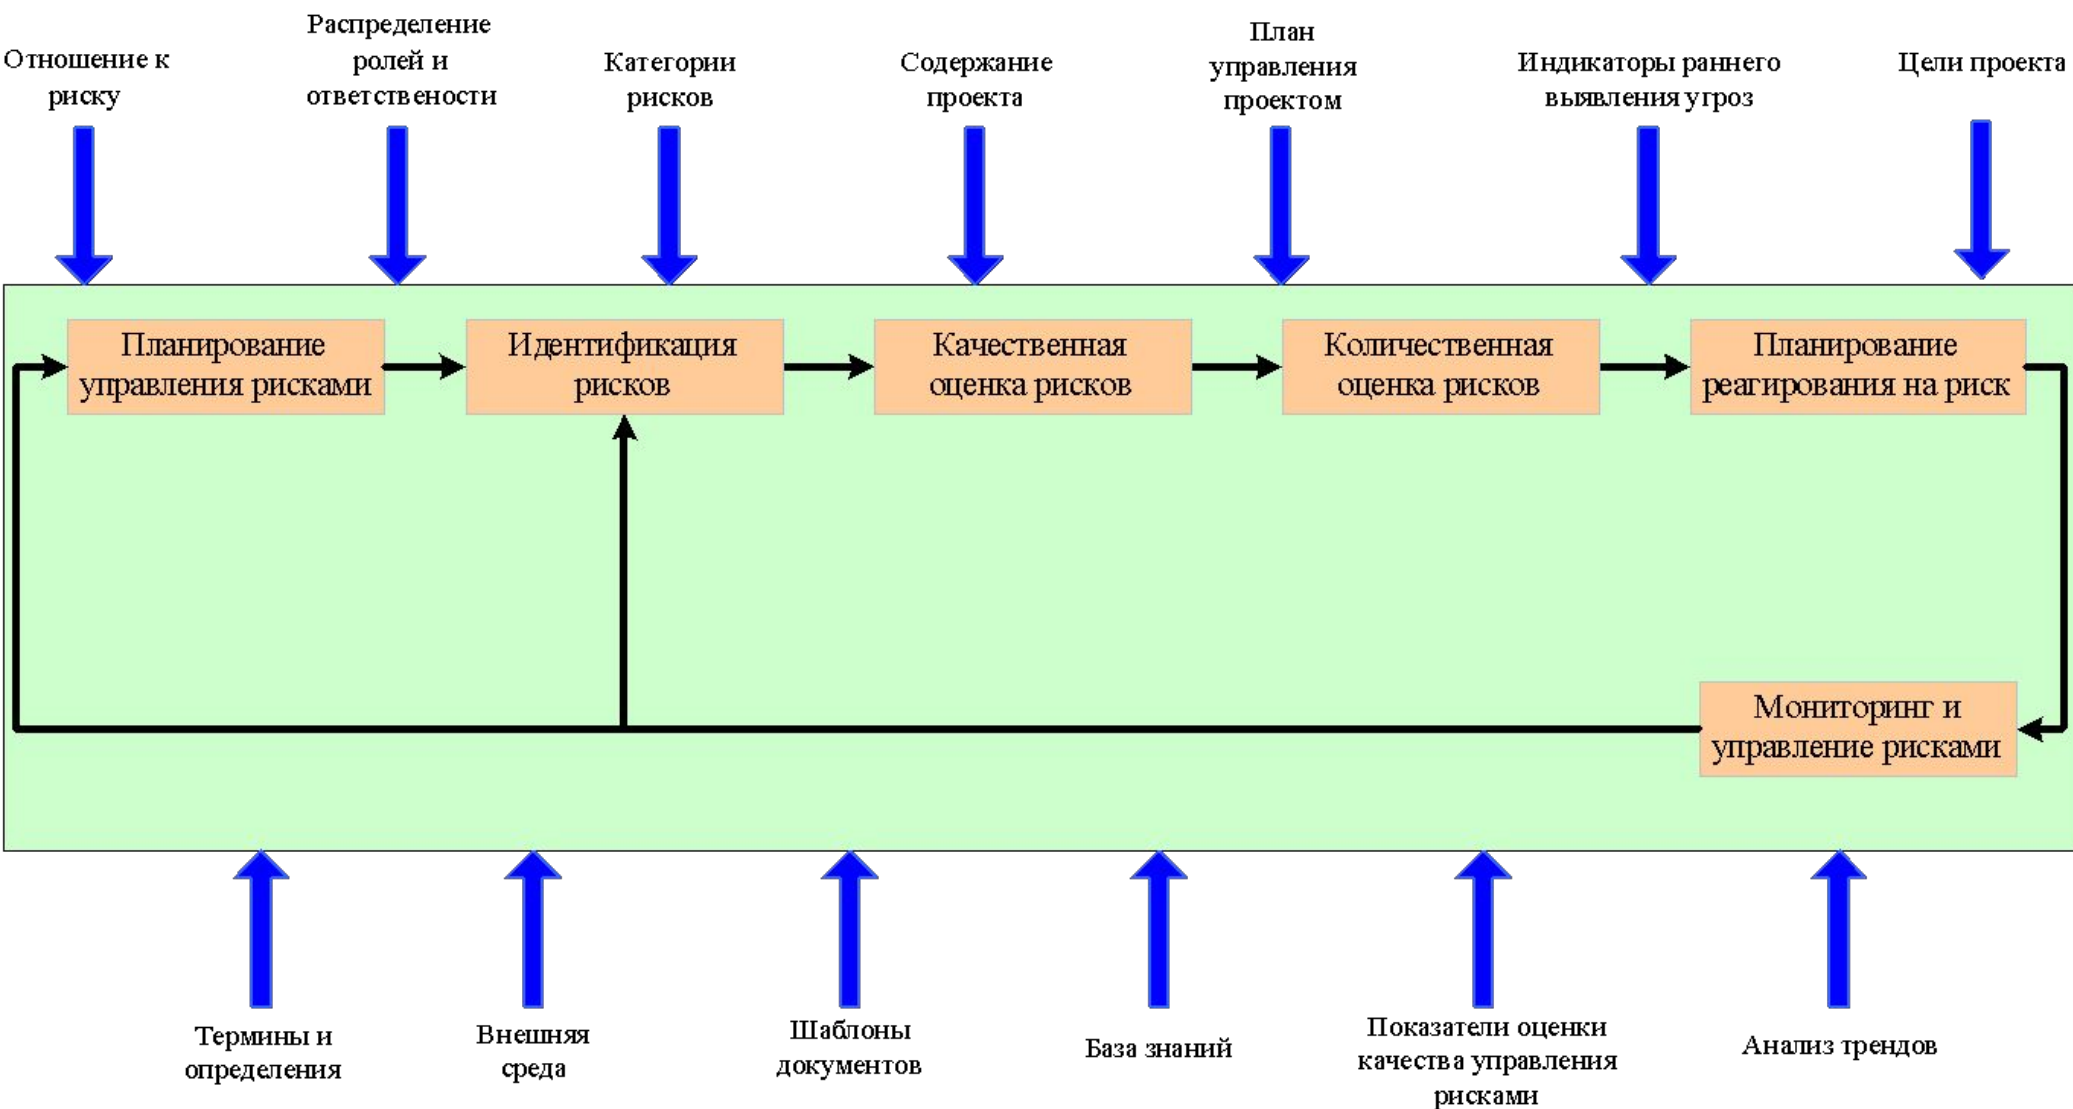 Отношение к
риску
Распределение
ролей и
ответствености
Категории
рисков
Содержание
проекта
План
управления
проектом
Индикаторы раннего
выявления угроз
Цели проекта
Планирование
управления рисками
Идентификация
рисков
Качественная
оценка рисков
Количественная
оценка рисков
Планирование
реагирования на риск
Мониторинг и
управление рисками
Термины и
определения
Внешняя
среда
Шаблоны
документов
База знаний
Показатели оценки
качества управления
рисками
Анализ трендов